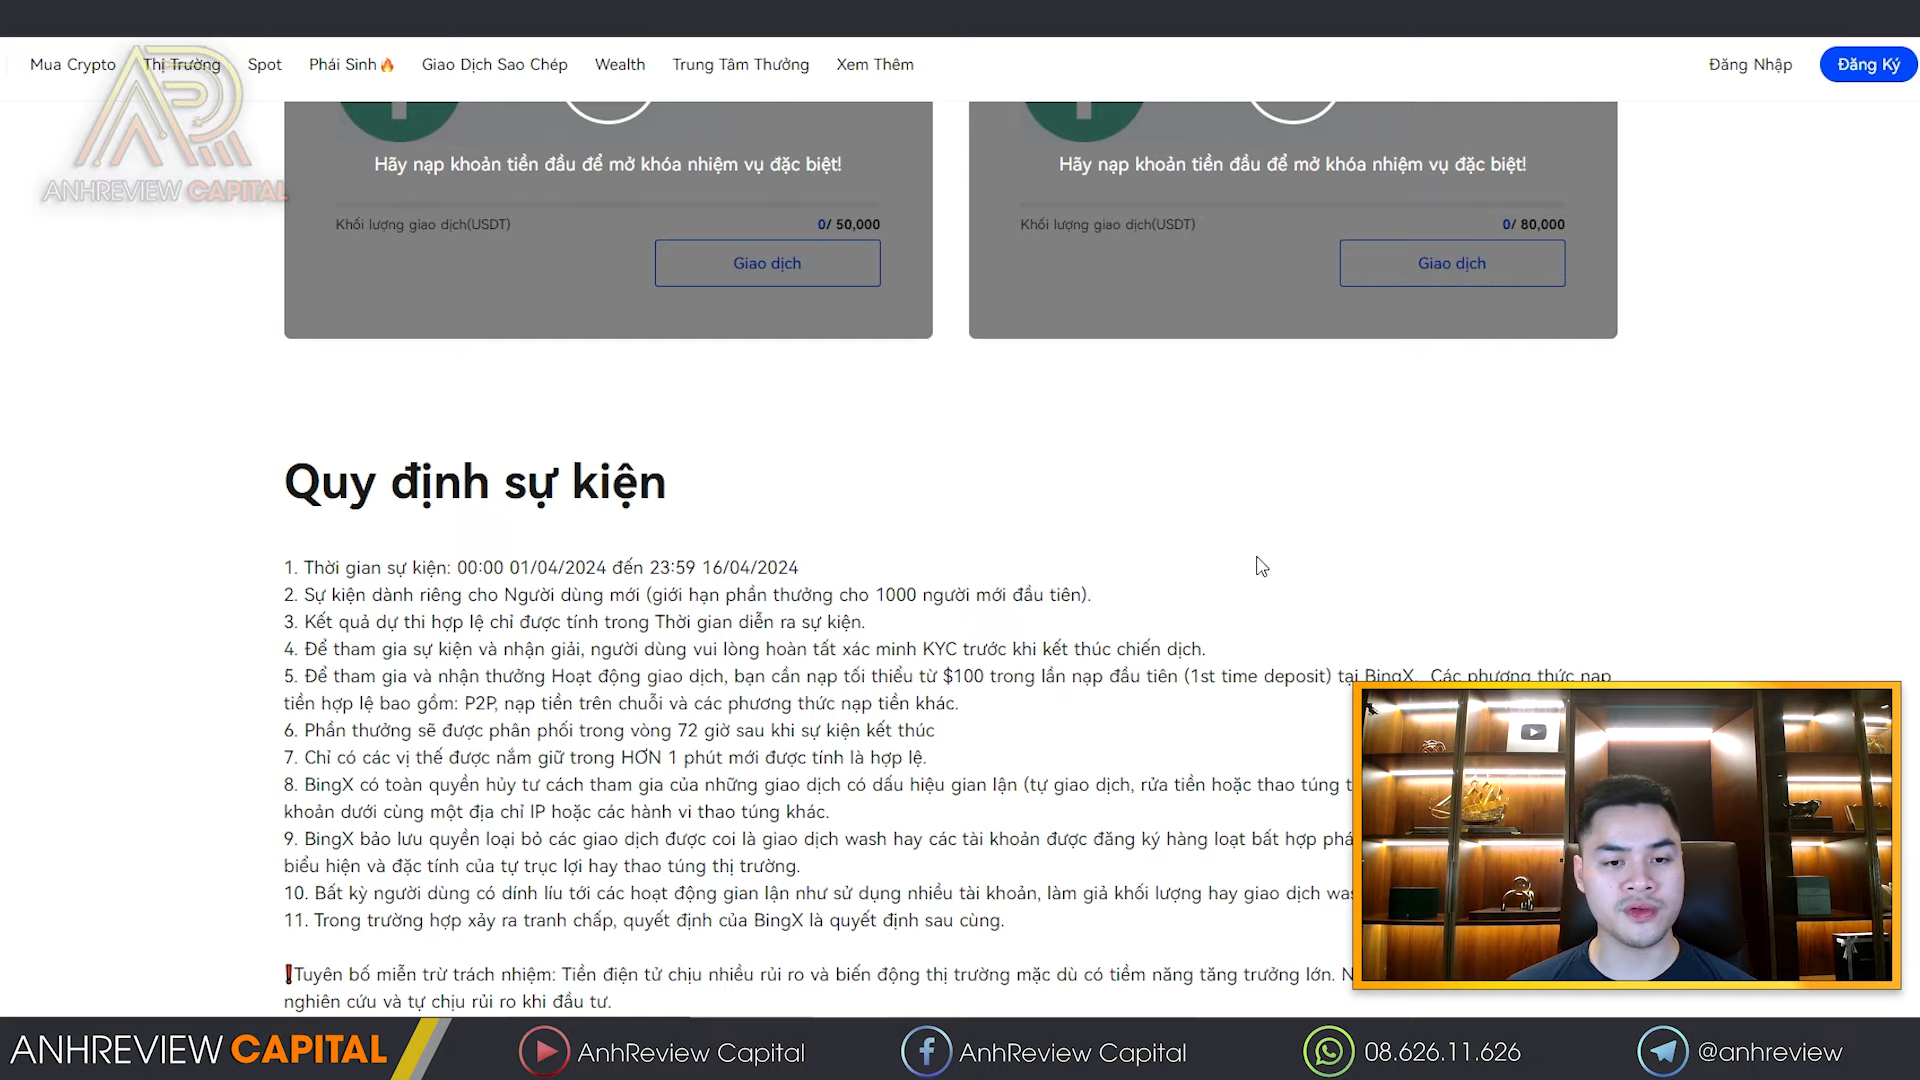 Mua Crypto Thị Trường Spot Phái Sinh Giao Dịch Sao Chép Wealth Trung Tâm Thưởng Xem Thêm Đăng Nhập Đăng Ký
ANHREVIEW CAPITAL
Hãy nạp khoản tiền đầu để mở khóa nhiệm vụ đặc biệt!
Khối lượng giao dịch(USDT) 0/ 50,000
Giao dịch
Hãy nạp khoản tiền đầu để mở khóa nhiệm vụ đặc biệt!
Khối lượng giao dịch(USDT) 0/ 80,000
Giao dịch
Quy định sự kiện
1. Thời gian sự kiện: 00:00 01/04/2024 đến 23:59 16/04/2024
2. Sự kiện dành riêng cho Người dùng mới (giới hạn phần thưởng cho 1000 người mới đầu tiên).
3. Kết quả dự thi hợp lệ chỉ được tính trong Thời gian diễn ra sự kiện.
4. Để tham gia sự kiện và nhận giải, người dùng vui lòng hoàn tất xác minh KYC trước khi kết thúc chiến dịch.
5. Để tham gia và nhận thưởng Hoạt động giao dịch, bạn cần nạp tối thiểu từ $100 trong lần nạp đầu tiên (1st time deposit) tại BingX. Các phương thức nạp
tiền hợp lệ bao gồm: P2P, nạp tiền trên chuỗi và các phương thức nạp tiền khác.
6. Phần thưởng sẽ được phân phối trong vòng 72 giờ sau khi sự kiện kết thúc
7. Chỉ có các vị thế được nắm giữ trong HƠN 1 phút mới được tính là hợp lệ.
8. BingX có toàn quyền hủy tư cách tham gia của những giao dịch có dấu hiệu gian lận (tự giao dịch, rửa tiền hoặc thao túng
khoản dưới cùng một địa chỉ IP hoặc các hành vi thao túng khác.
9. BingX bảo lưu quyền loại bỏ các giao dịch được coi là giao dịch wash hay các tài khoản được đăng ký hàng loạt bất hợp
biểu hiện và đặc tính của tự trục lợi hay thao túng thị trường.
10. Bất kỳ người dùng có dính líu tới các hoạt động gian lận như sử dụng nhiều tài khoản, làm giả khối lượng hay giao dịch
11. Trong trường hợp xảy ra tranh chấp, quyết định của BingX là quyết định sau cùng.
❗Tuyên bố miễn trừ trách nhiệm: Tiền điện tử chịu nhiều rủi ro và biến động thị trường mặc dù có tiềm năng tăng trưởng lớn.
nghiên cứu và tự chịu rủi ro khi đầu tư.
ANHREVIEW CAPITAL AnhReview Capital AnhReview Capital 08.626.11.626 @anhreview